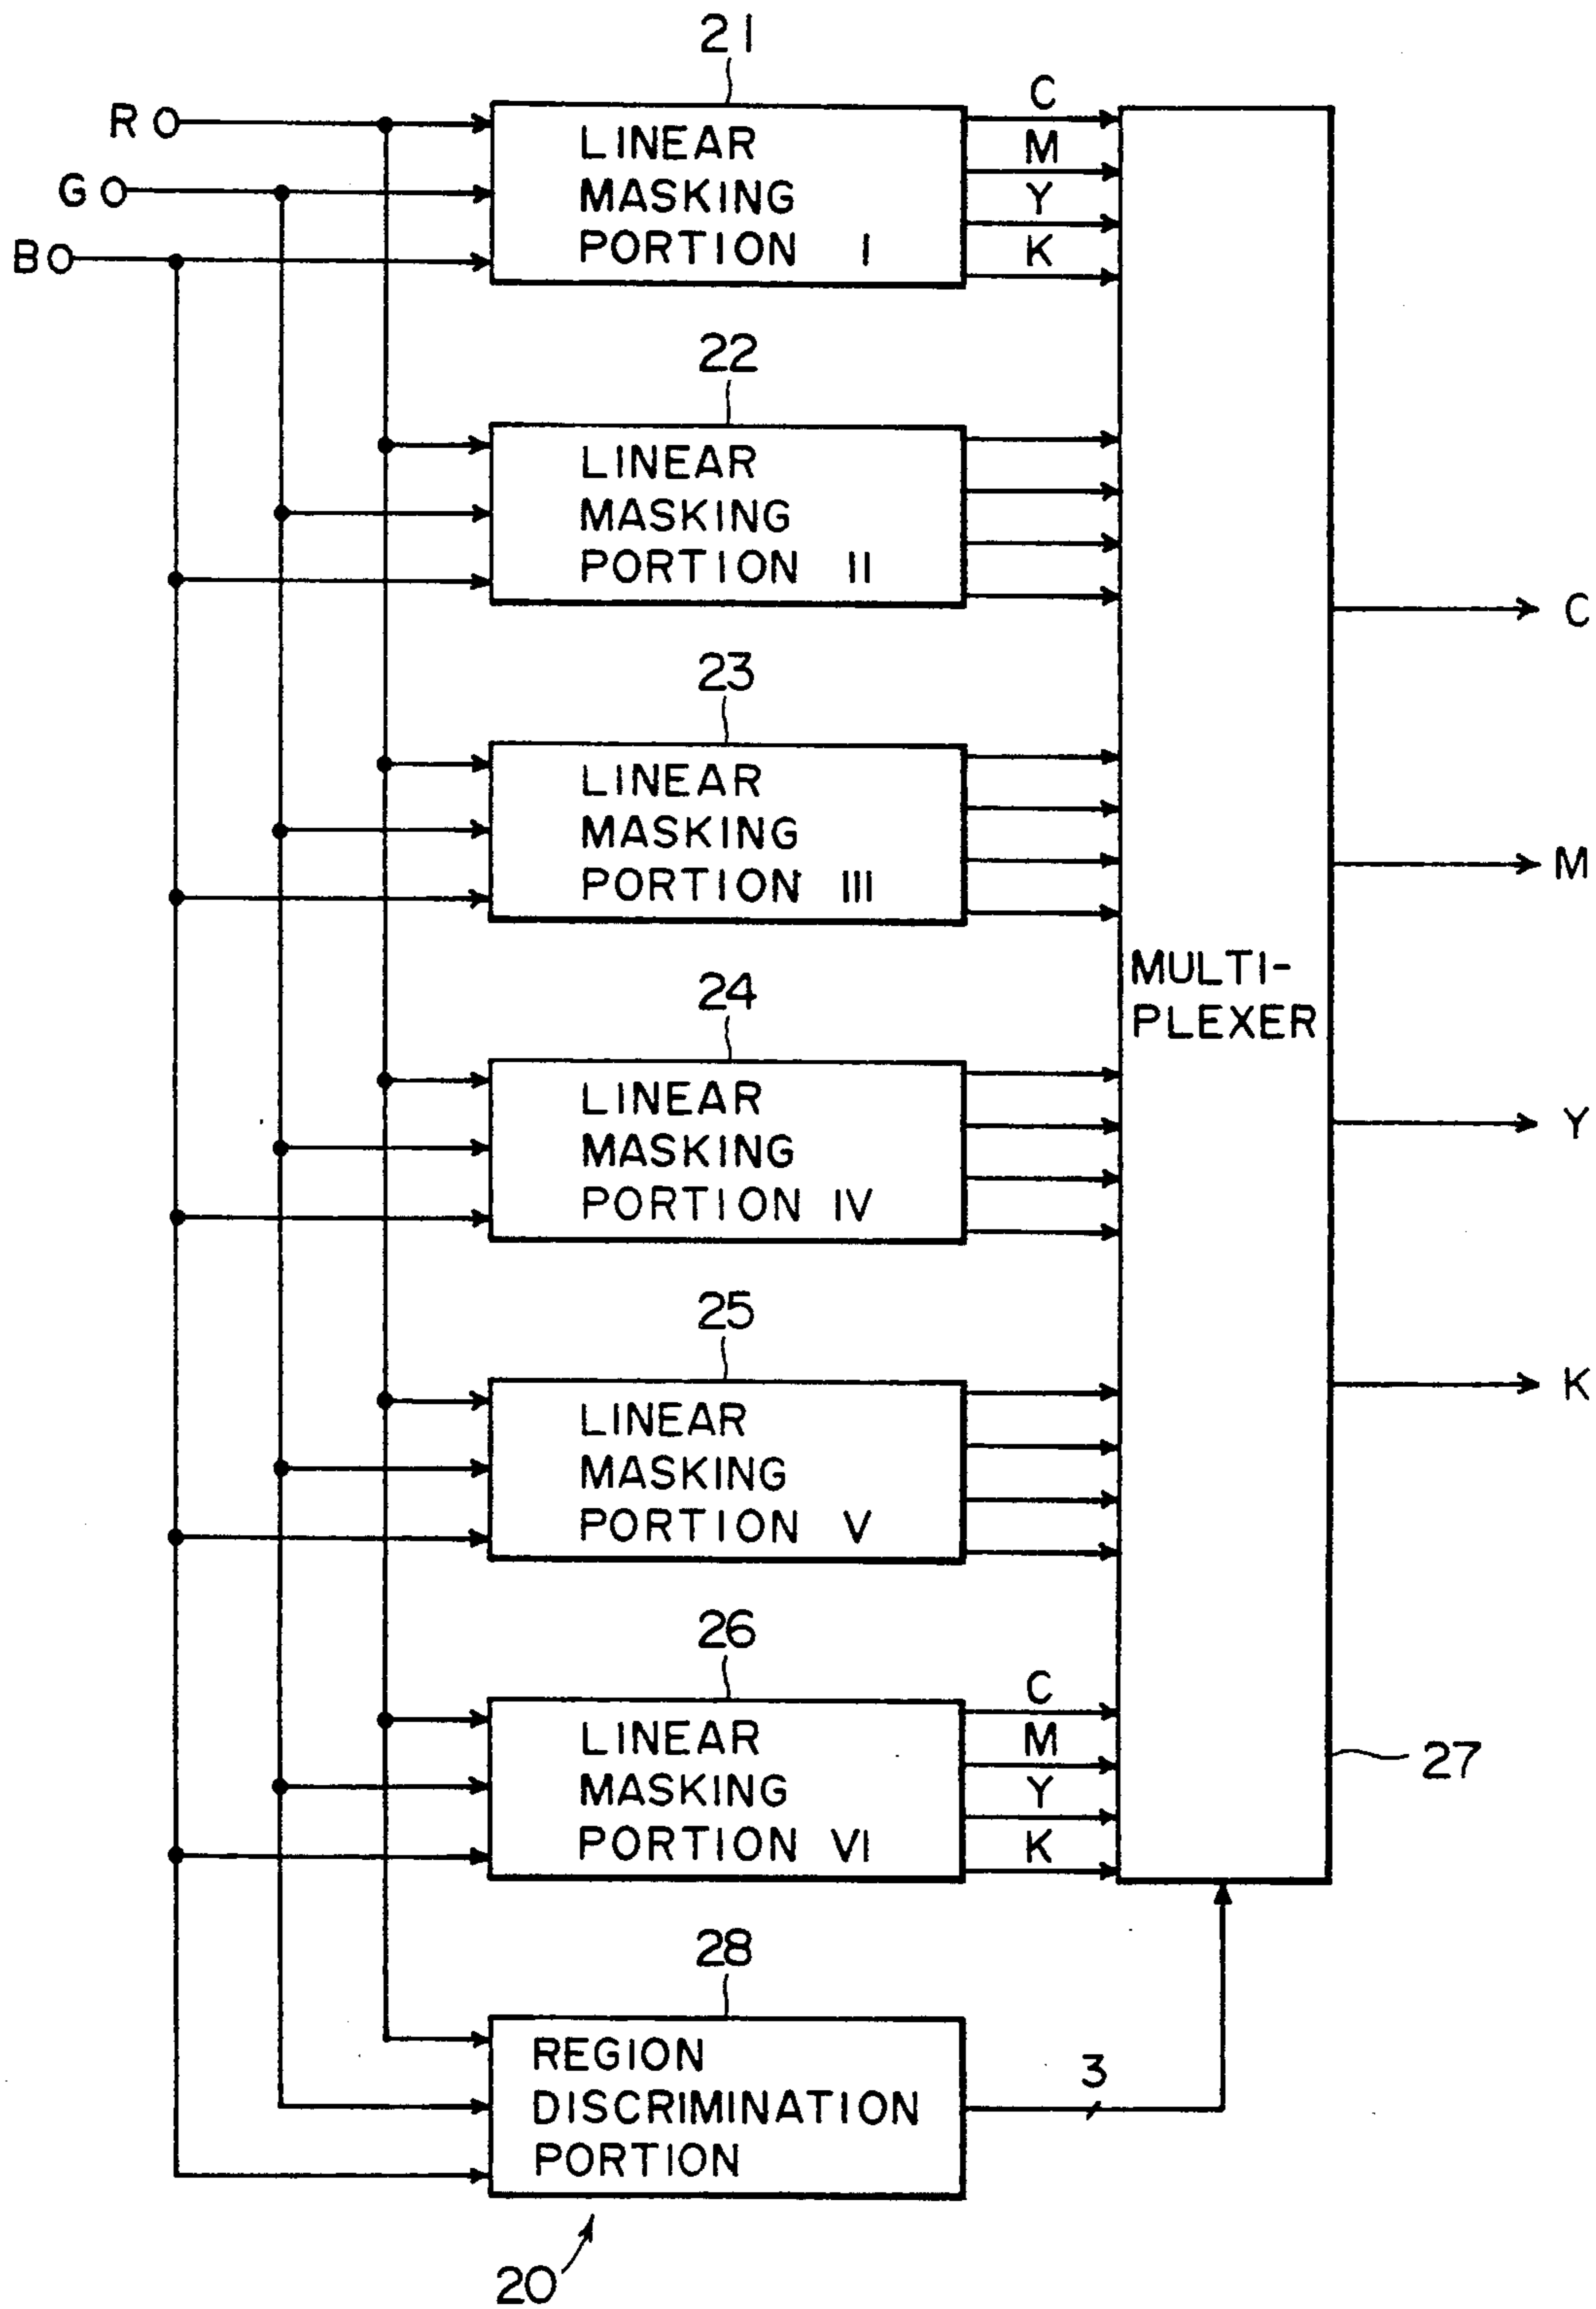 21
R
G
B
LINEAR
MASKING
PORTION I
C
M
Y
K
22
LINEAR
MASKING
PORTION II
C
23
LINEAR
MASKING
PORTION III
M
MULTI-
PLEXER
24
LINEAR
MASKING
PORTION IV
Y
25
LINEAR
MASKING
PORTION V
K
26
LINEAR
MASKING
PORTION VI
C
M
Y
K
27
28
REGION
DISCRIMINATION
PORTION
3
20